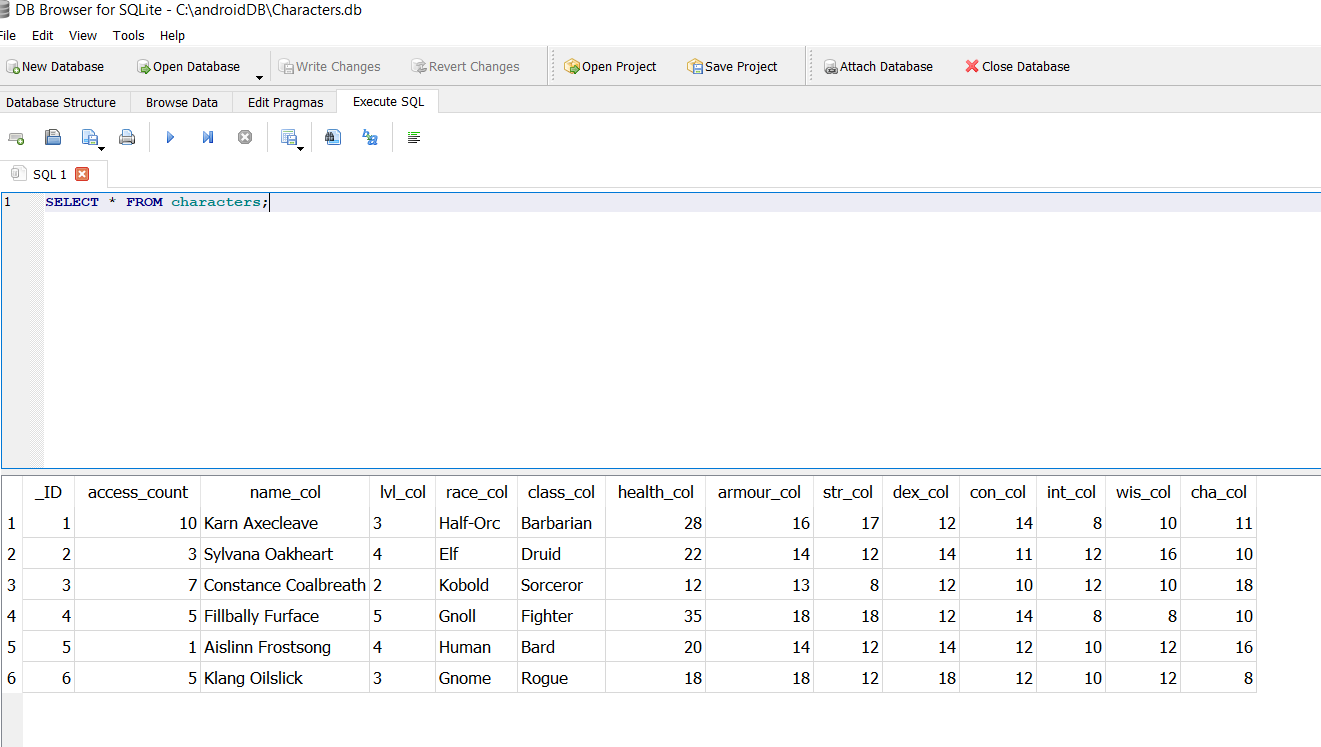 DB Browser for SQLite - C:\androidDB\Characters.db
File Edit View Tools Help
New Database Open Database Write Changes Revert Changes Open Project Save Project Attach Database Close Database
Database Structure Browse Data Edit Pragmas Execute SQL
SQL 1
1 SELECT * FROM characters;
_ID access_count name_col lvl_col race_col class_col health_col armour_col str_col dex_col con_col int_col wis_col cha_col
1 1 10 Karn Axecleave 3 Half-Orc Barbarian 28 16 17 12 14 8 10 11
2 2 3 Sylvana Oakheart 4 Elf Druid 22 14 12 14 11 12 16 10
3 3 7 Constance Coalbreath 2 Kobold Sorceror 12 13 8 12 10 12 10 18
4 4 5 Fillbally Furface 5 Gnoll Fighter 35 18 18 12 14 8 8 10
5 5 1 Aislinn Frostsong 4 Human Bard 20 14 12 14 12 10 12 16
6 6 5 Klang Oilslick 3 Gnome Rogue 18 18 12 18 12 10 12 8